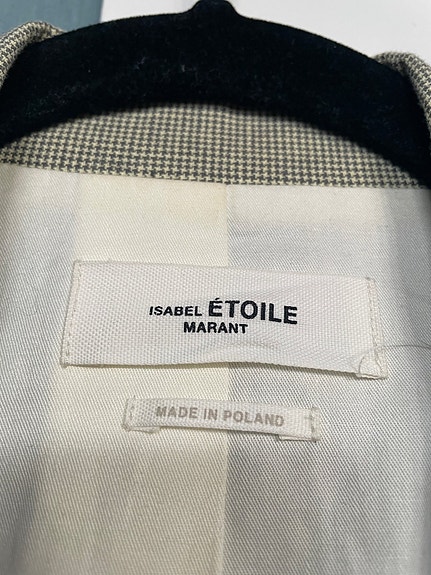 ISABEL ÉTOILE
MARANT
MADE IN POLAND